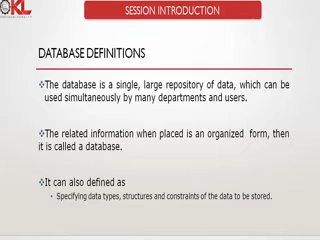 KL
SESSION INTRODUCTION
DATABASE DEFINITIONS
❖The database is a single, large repository of data, which can be
used simultaneously by many departments and users.
❖The related information when placed is an organized form, then
it is called a database.
❖It can also defined as
• Specifying data types, structures and constraints of the data to be stored.